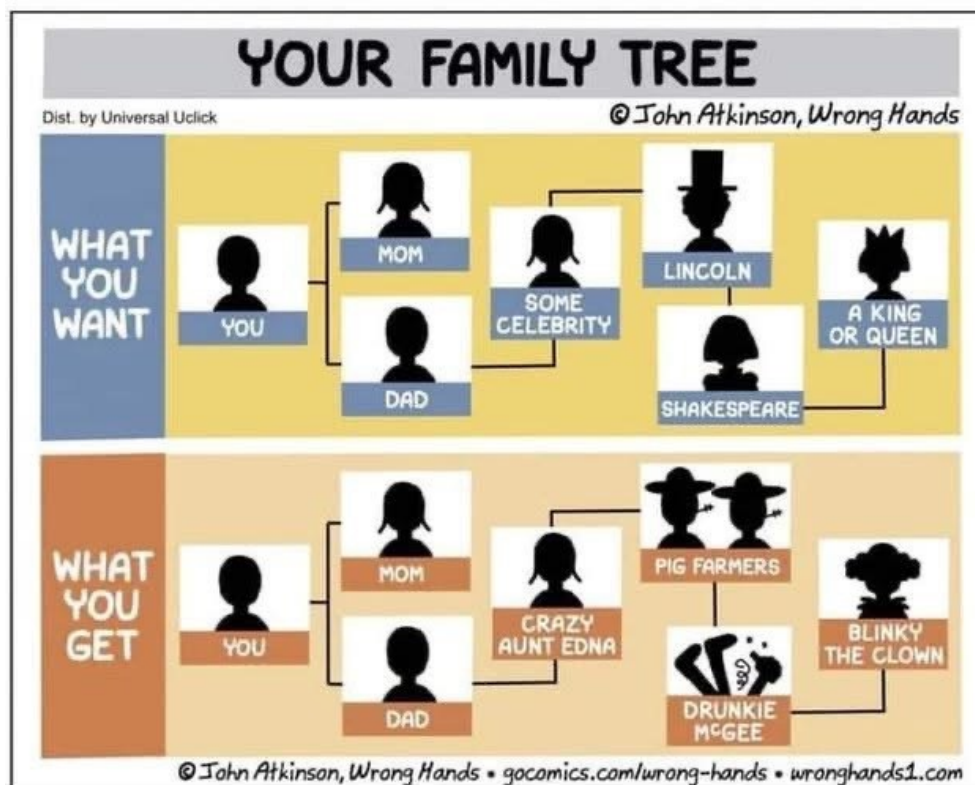 YOUR FAMILY TREE
Dist. by Universal Uclick
© John Atkinson, Wrong Hands
WHAT
YOU
WANT
YOU
MOM
DAD
SOME
CELEBRITY
LINCOLN
SHAKESPEARE
A KING
OR QUEEN
WHAT
YOU
GET
YOU
MOM
DAD
CRAZY
AUNT EDNA
PIG FARMERS
DRUNKIE
McGEE
BLINKY
THE CLOWN
© John Atkinson, Wrong Hands • gocomics.com/wrong-hands • wronghands1.com